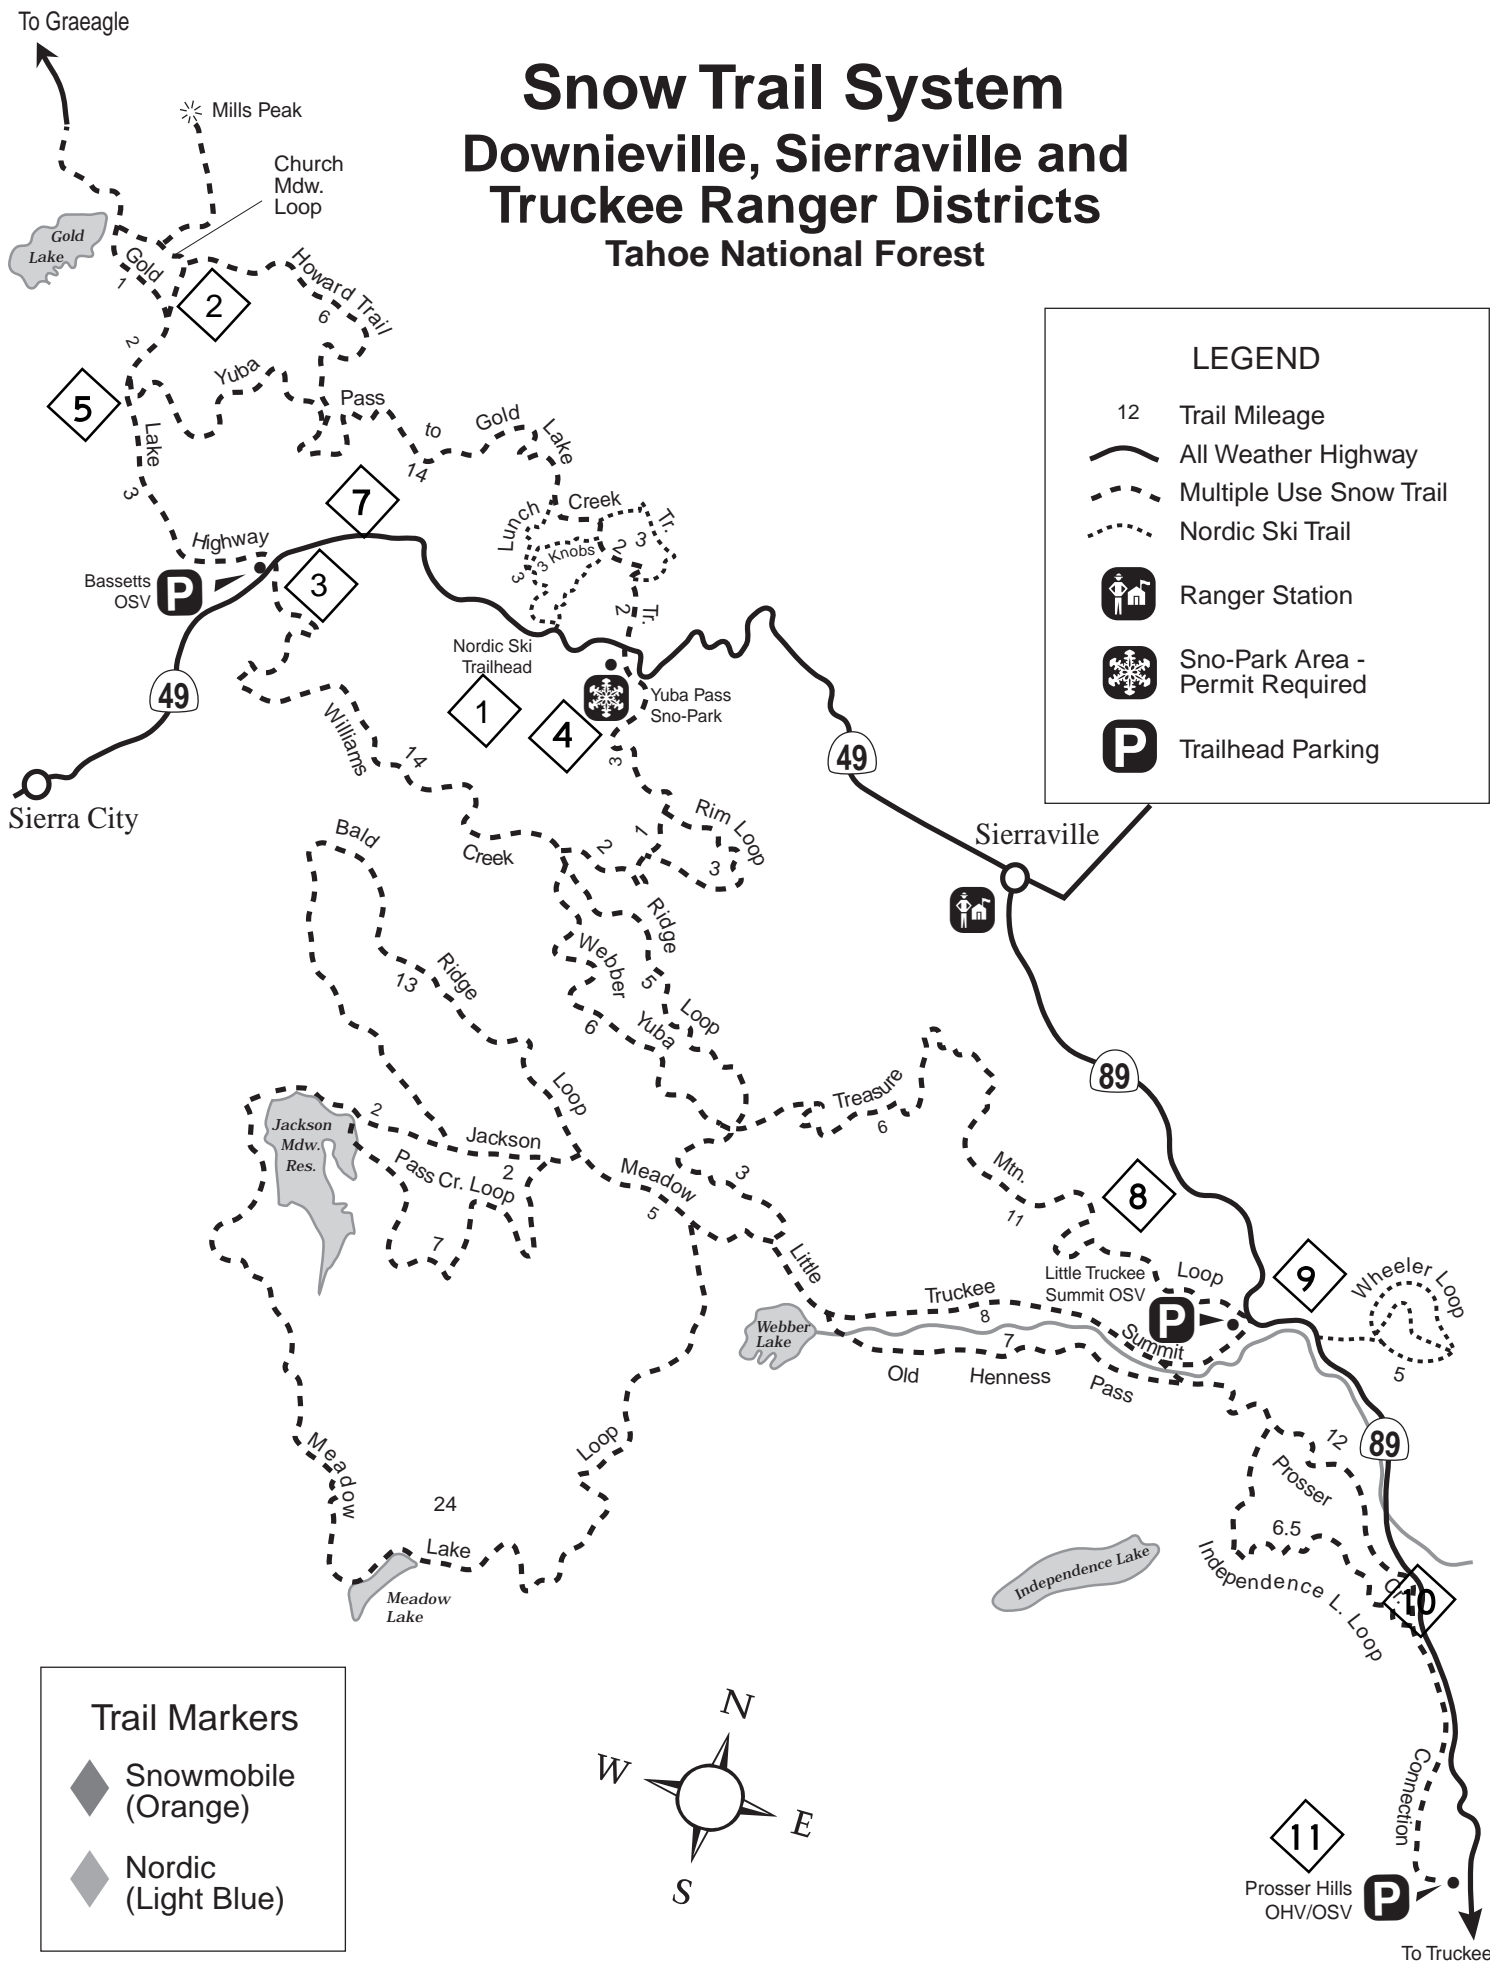 To Graeagle
Snow Trail System
Downieville, Sierraville and
Truckee Ranger Districts
Tahoe National Forest
Mills Peak
Church
Mdw.
Loop
Gold
Lake
Gold
1
2
Howard Trail
6
2
5
Yuba
Pass
to
Gold
Lake
14
Lake
3
Highway
7
Bassetts
OSV
P
3
49
Sierra City
Lunch
Creek
Tr.
3 Knobs
2
3
3
2
Tr.
Nordic Ski
Trailhead
1
4
Yuba Pass
Sno-Park
3
49
LEGEND
12
Trail Mileage
All Weather Highway
Multiple Use Snow Trail
Nordic Ski Trail
Ranger Station
Sno-Park Area -
Permit Required
P
Trailhead Parking
Sierraville
Williams
14
Creek
Rim Loop
2
1
3
Bald
Ridge
13
Loop
Webber
6
Yuba
Ridge
5
Loop
Treasure
6
Mtn.
11
Loop
89
8
9
Jackson
Mdw.
Res.
2
Jackson
Pass Cr. Loop
2
7
Meadow
5
3
Little
Truckee
8
Summit
Little Truckee
Summit OSV
P
Wheeler Loop
5
Webber
Lake
7
Old
Henness
Pass
89
12
Prosser
6.5
Independence L. Loop
Cr.
10
Independence Lake
Meadow
24
Lake
Loop
Meadow
Lake
Trail Markers
Snowmobile
(Orange)
Nordic
(Light Blue)
N
W
E
S
Connection
11
Prosser Hills
OHV/OSV
P
To Truckee